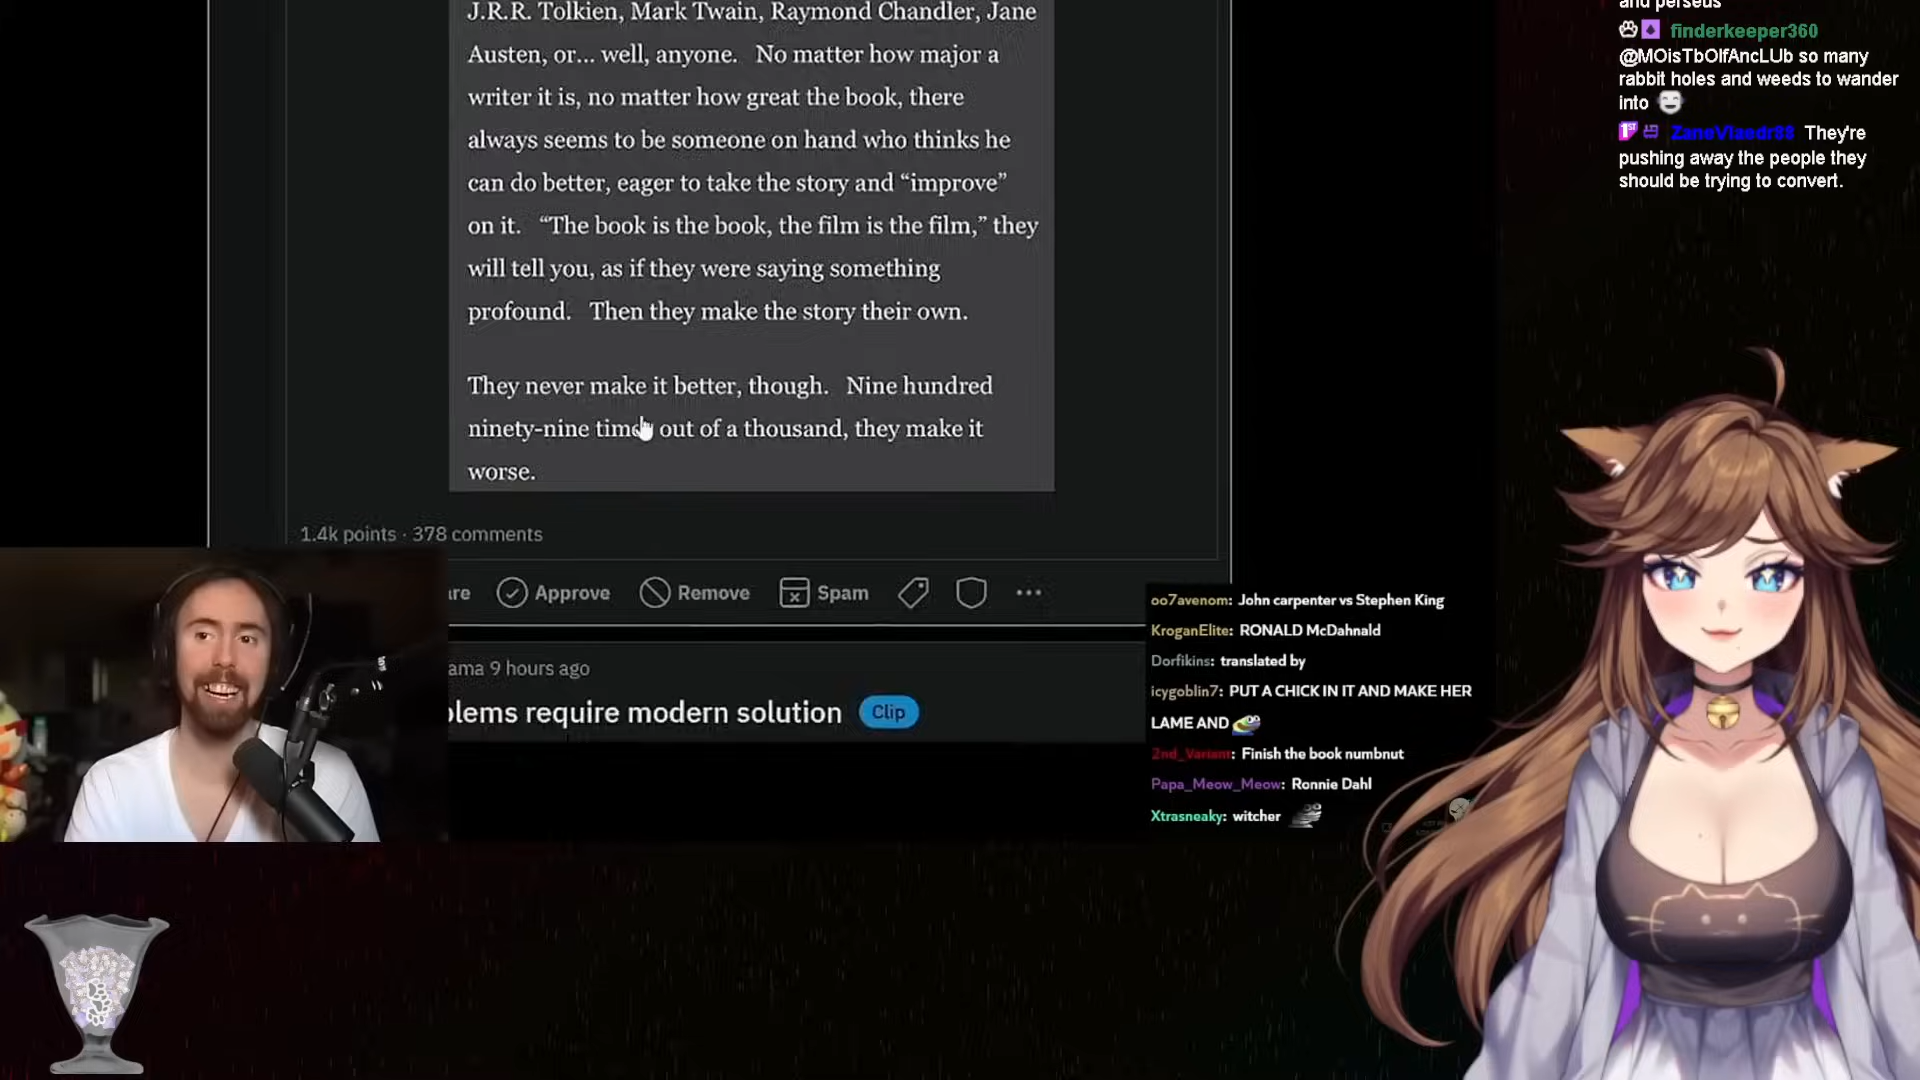 J.R.R. Tolkien, Mark Twain, Raymond Chandler, Jane
Austen, or... well, anyone. No matter how major a
writer it is, no matter how great the book, there
always seems to be someone on hand who thinks he
can do better, eager to take the story and “improve”
on it. “The book is the book, the film is the film,” they
will tell you, as if they were saying something
profound. Then they make the story their own.
They never make it better, though. Nine hundred
ninety-nine time out of a thousand, they make it
worse.
1.4k points · 378 comments
are Approve Remove Spam ...
ama 9 hours ago
blems require modern solution Clip
oo7avenom: John carpenter vs Stephen King
KroganElite: RONALD McDahnald
Dorfikins: translated by
icygoblin7: PUT A CHICK IN IT AND MAKE HER
LAME AND
2nd_Variant: Finish the book numbnut
Papa_Meow_Meow: Ronnie Dahl
Xtrasneaky: witcher
and perseus
finderkeeper360
@MOisTbOlfAncLUb so many
rabbit holes and weeds to wander
into
1ST ZanoVlaedr88 They're
pushing away the people they
should be trying to convert.